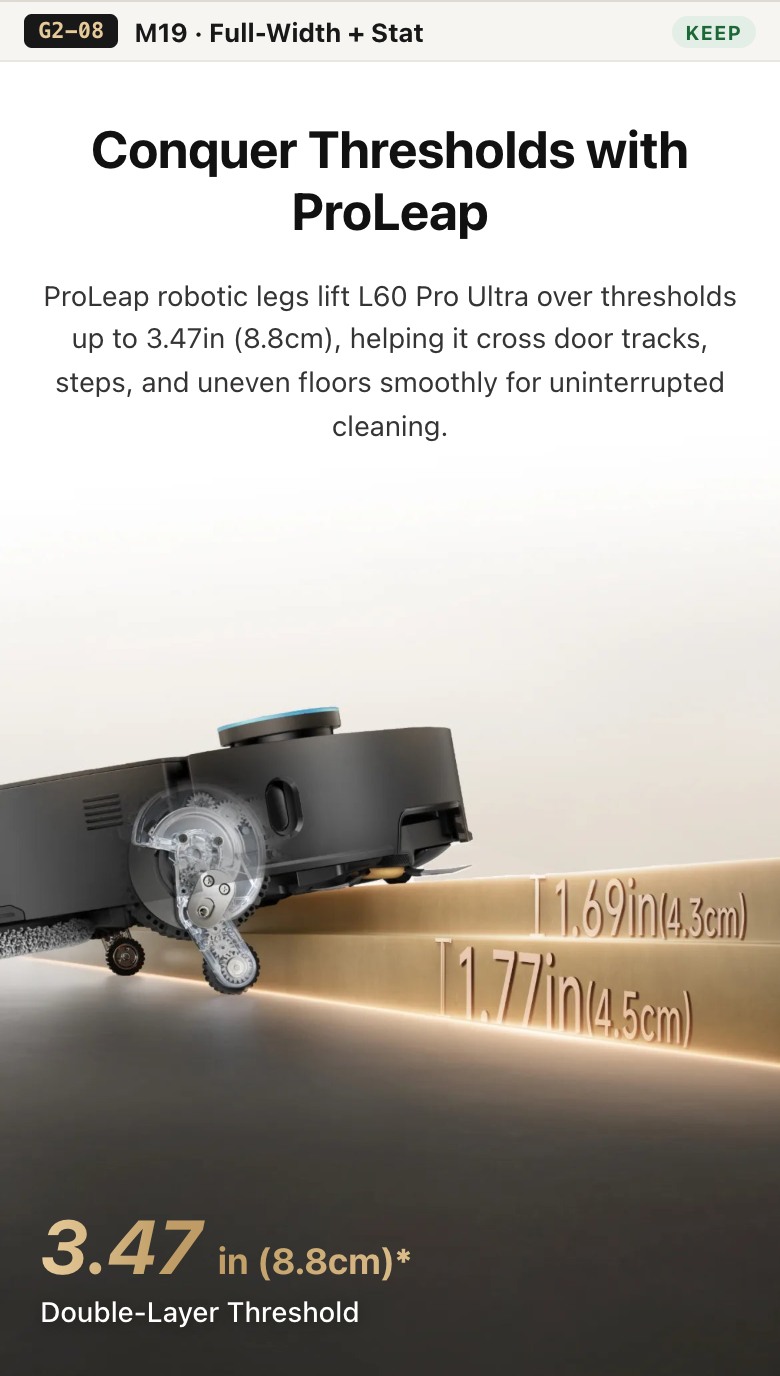 G2-08 M19 · Full-Width + Stat KEEP
Conquer Thresholds with
ProLeap
ProLeap robotic legs lift L60 Pro Ultra over thresholds
up to 3.47in (8.8cm), helping it cross door tracks,
steps, and uneven floors smoothly for uninterrupted
cleaning.
1.69in(4.3cm)
1.77in(4.5cm)
3.47 in (8.8cm)*
Double-Layer Threshold